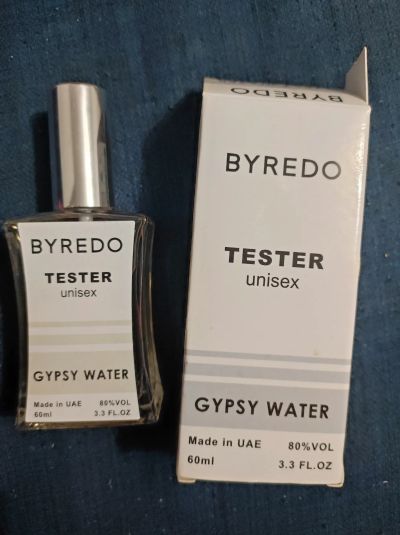 BYREDO
TESTER
unisex
GYPSY WATER
Made in UAE 80%VOL
60ml 3.3 FL.OZ
BYREDO
BYREDO
TESTER
unisex
GYPSY WATER
Made in UAE 80%VOL
60ml 3.3 FL.OZ